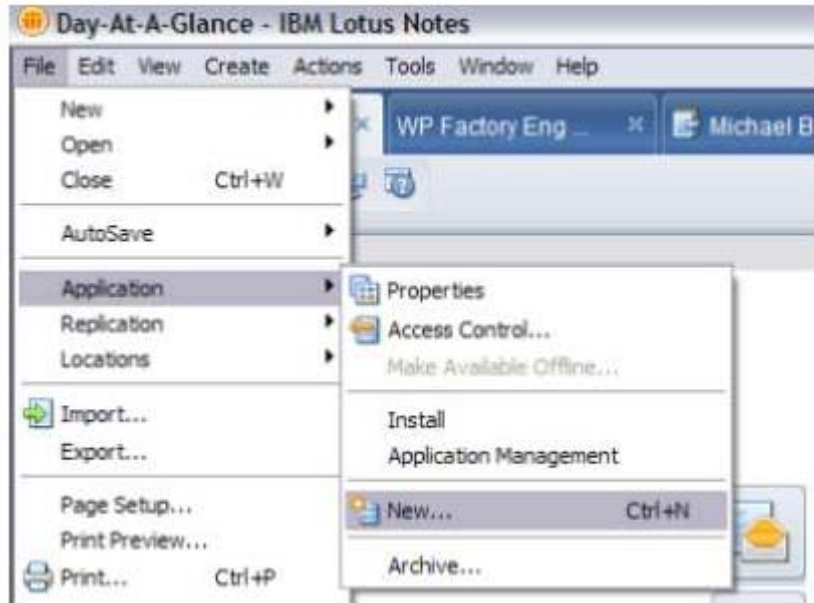 Day-At-A-Glance - IBM Lotus Notes
File Edit View Create Actions Tools Window Help
WP Factory Eng ... Michael B
New
Open
Close Ctrl+W
AutoSave
Application
Replication
Locations
Import...
Export...
Page Setup...
Print Preview...
Print... Ctrl+P
Properties
Access Control...
Make Available Offline...
Install
Application Management
New... Ctrl+N
Archive...